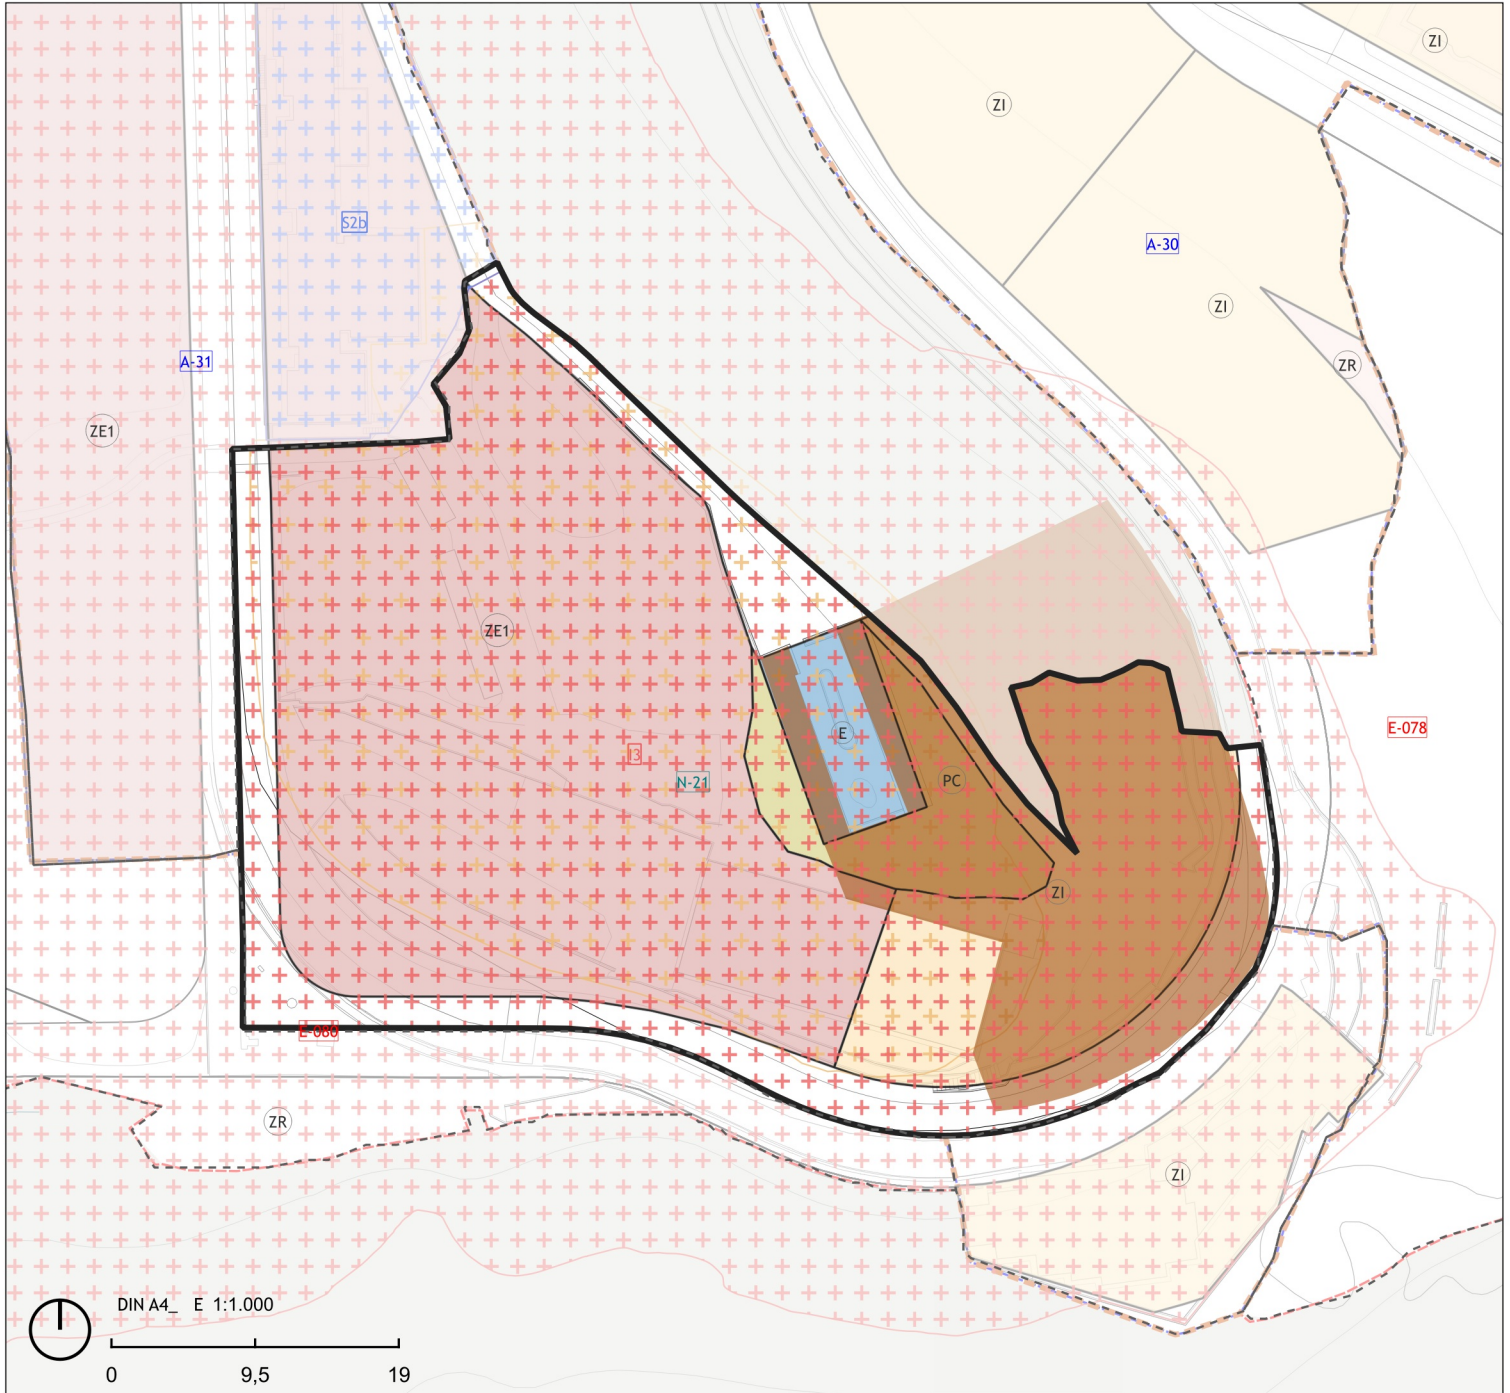 ZI
ZI
A-30
S2b
ZI
A-31
ZR
ZE1
ZE1
E-078
E
I3
N-21
PC
ZI
E-080
ZR
ZI
DIN A4_ E 1:1.000
0 9,5 19